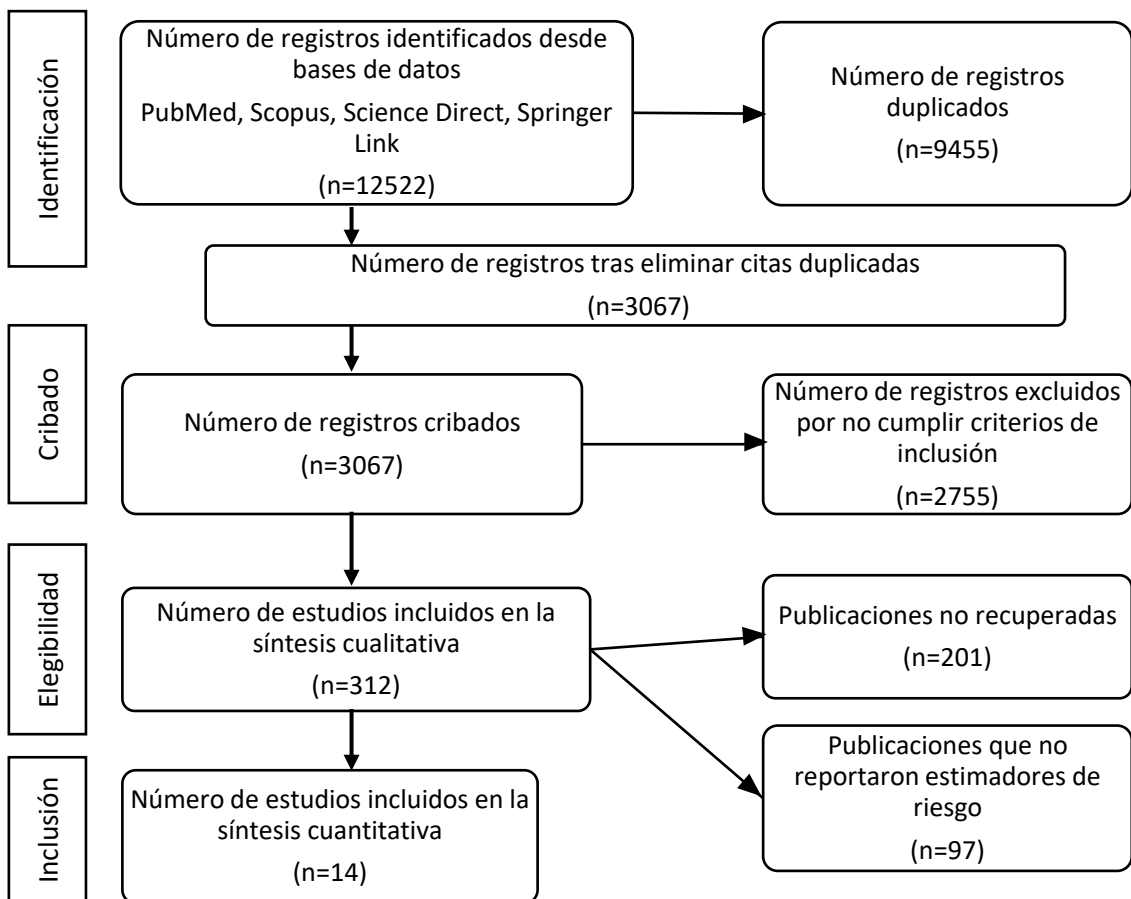 Identificación
Número de registros identificados desde
bases de datos
PubMed, Scopus, Science Direct, Springer
Link
(n=12522)
Número de registros
duplicados
(n=9455)
Número de registros tras eliminar citas duplicadas
(n=3067)
Cribado
Número de registros cribados
(n=3067)
Número de registros excluidos
por no cumplir criterios de
inclusión
(n=2755)
Elegibilidad
Número de estudios incluidos en la
síntesis cualitativa
(n=312)
Publicaciones no recuperadas
(n=201)
Publicaciones que no
reportaron estimadores de
riesgo
(n=97)
Inclusión
Número de estudios incluidos en la
síntesis cuantitativa
(n=14)